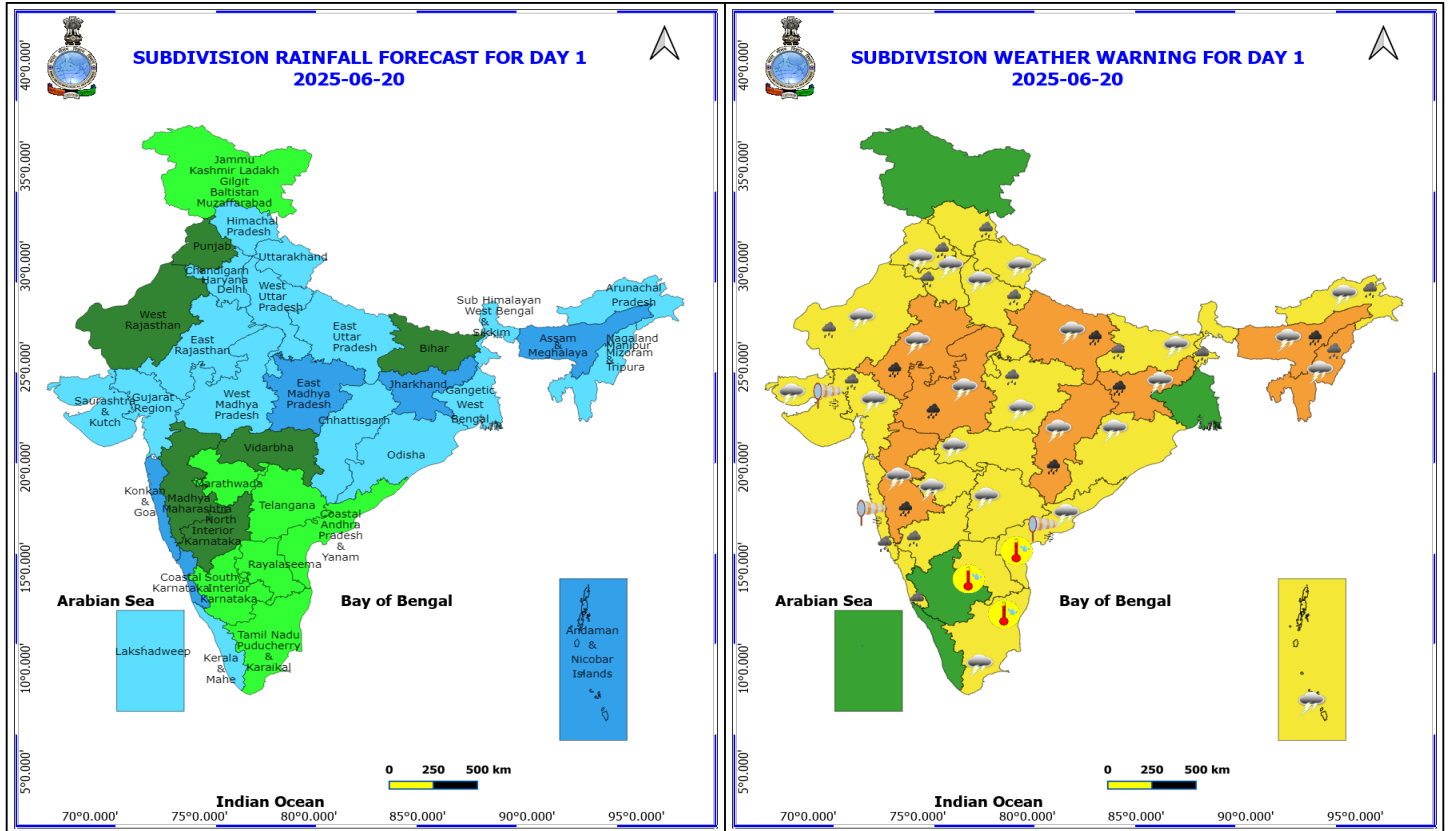 SUBDIVISION RAINFALL FORECAST FOR DAY 1
2025-06-20
40°0.000'
35°0.000'
30°0.000'
25°0.000'
20°0.000'
15°0.000'
10°0.000'
5°0.000'
Jammu
Kashmir Ladakh
Gilgit
Baltistan
Muzaffarabad
Himachal
Pradesh
Punjab
Uttarakhand
Chandigarh
Haryana
Delhi
West
Uttar
Pradesh
West
Rajasthan
East
Rajasthan
East
Uttar
Pradesh
Bihar
Sub Himalayan
West Bengal
&
Sikkim
Arunachal
Pradesh
Assam
&
Meghalaya
Nagaland
Manipur
Mizoram
&
Tripura
Saurashtra
&
Kutch
Gujarat
Region
West
Madhya
Pradesh
East
Madhya
Pradesh
Jharkhand
Gangetic
West
Bengal
Chhattisgarh
Odisha
Vidarbha
Konkan
&
Goa
Madhya
Maharashtra
Marathwada
Telangana
North
Interior
Karnataka
Coastal
Andhra
Pradesh
&
Yanam
Rayalaseema
Coastal
Karnataka
South
Interior
Karnataka
Tamil Nadu
Puducherry
&
Karaikal
Kerala
&
Mahe
Arabian Sea
Lakshadweep
Bay of Bengal
Andaman
&
Nicobar
Islands
0 250 500 km
Indian Ocean
70°0.000' 75°0.000' 80°0.000' 85°0.000' 90°0.000' 95°0.000'
SUBDIVISION WEATHER WARNING FOR DAY 1
2025-06-20
40°0.000'
35°0.000'
30°0.000'
25°0.000'
20°0.000'
15°0.000'
10°0.000'
5°0.000'
Arabian Sea
Bay of Bengal
0 250 500 km
Indian Ocean
70°0.000' 75°0.000' 80°0.000' 85°0.000' 90°0.000' 95°0.000'